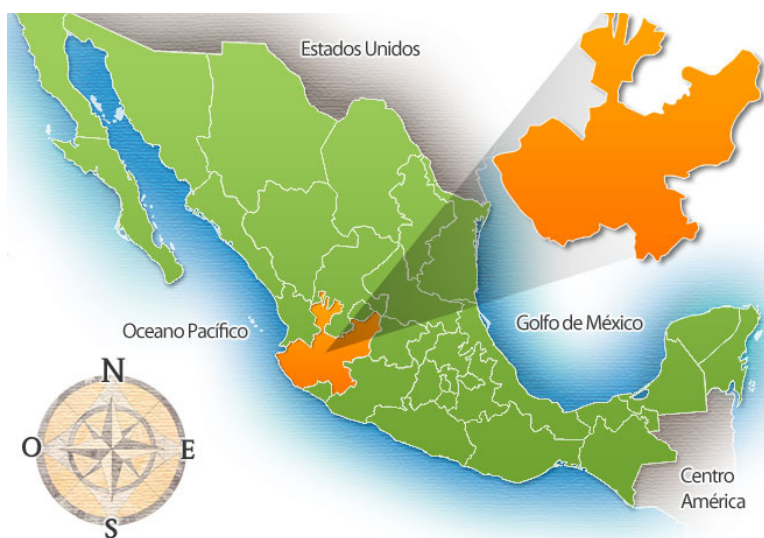 Estados Unidos
Oceano Pacífico
Golfo de México
N
O
E
S
Centro
América